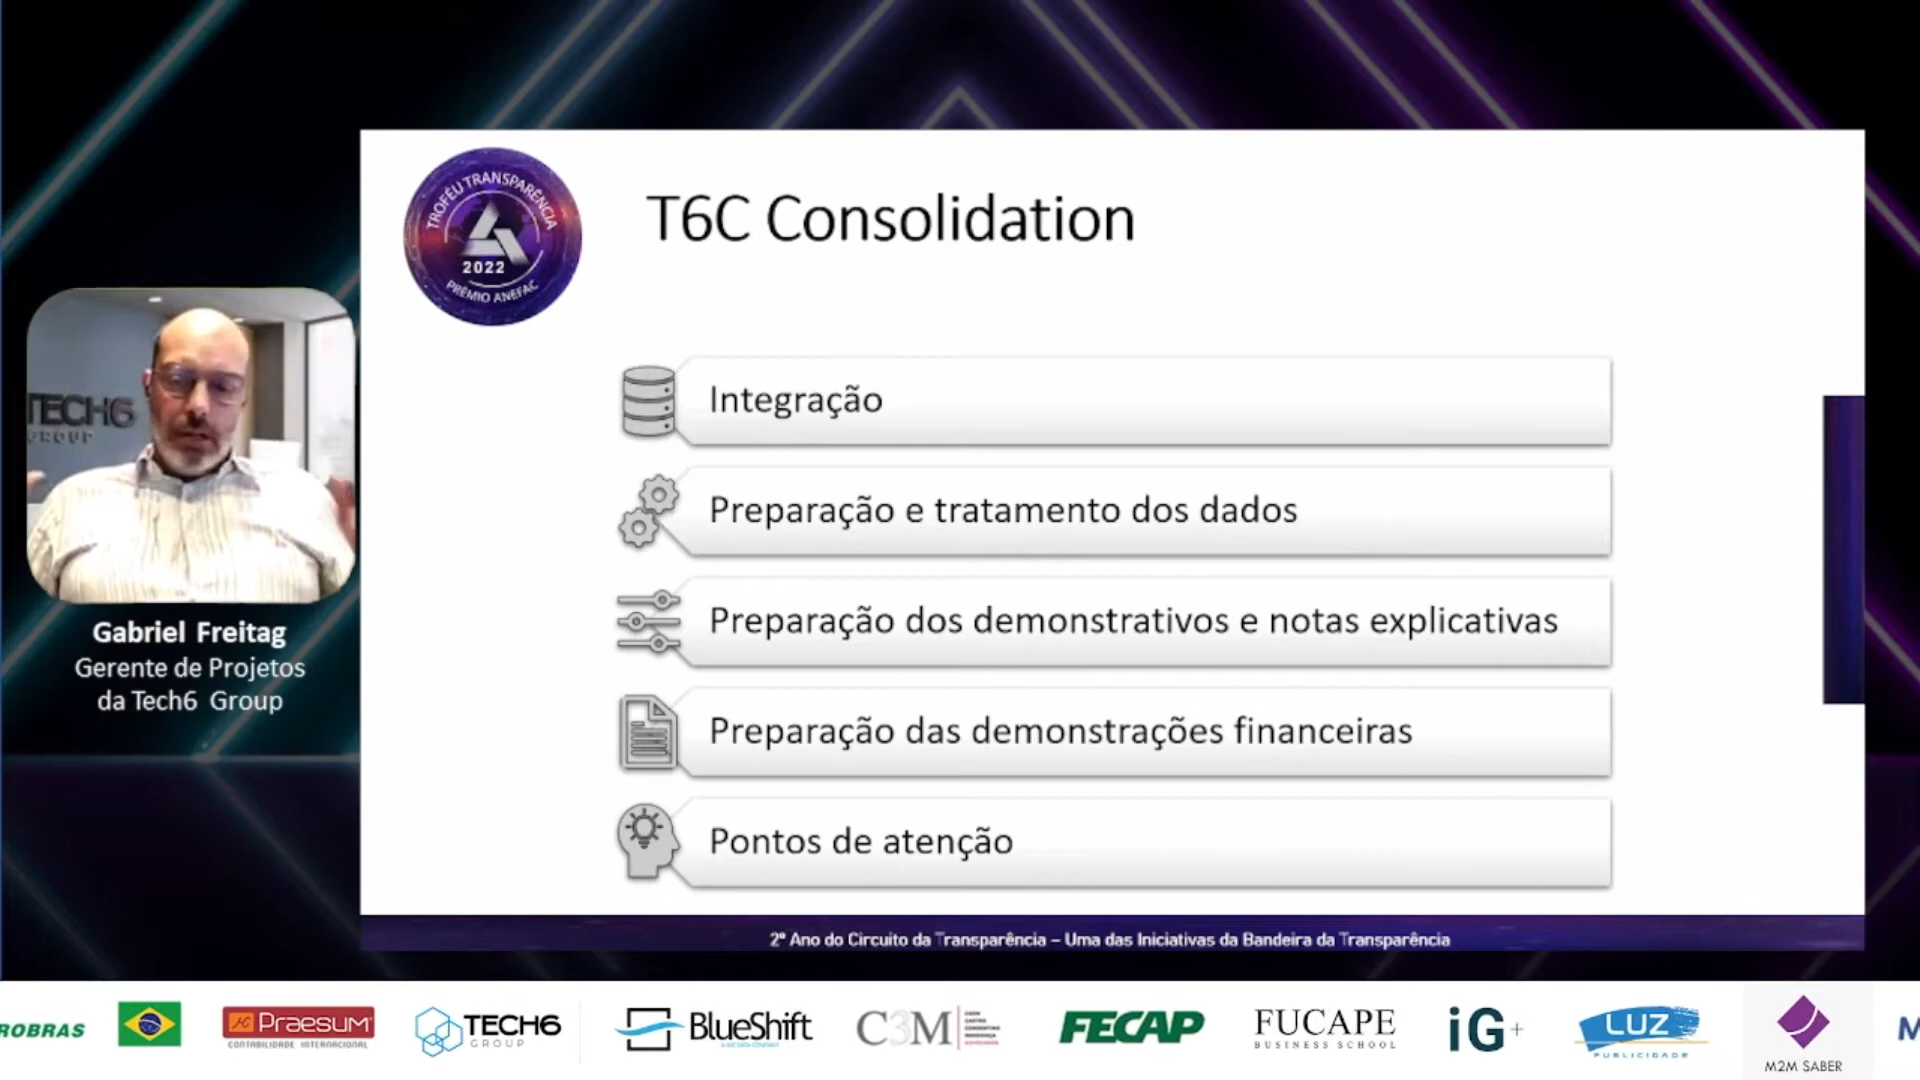 TROFÉU TRANSPARÊNCIA
2022
PRÊMIO ANEFAC
T6C Consolidation
Integração
Preparação e tratamento dos dados
Preparação dos demonstrativos e notas explicativas
Preparação das demonstrações financeiras
Pontos de atenção
TECH6
GROUP
Gabriel Freitag
Gerente de Projetos
da Tech6 Group
2º Ano do Circuito da Transparência – Uma das Iniciativas da Bandeira da Transparência
ROBRAS
Praesum
CONTABILIDADE INTERNACIONAL
TECH6
GROUP
BlueShift
C3M
FECAP
FUCAPE
BUSINESS SCHOOL
iG+
LUZ
PUBLICIDADE
M2M SABER
M